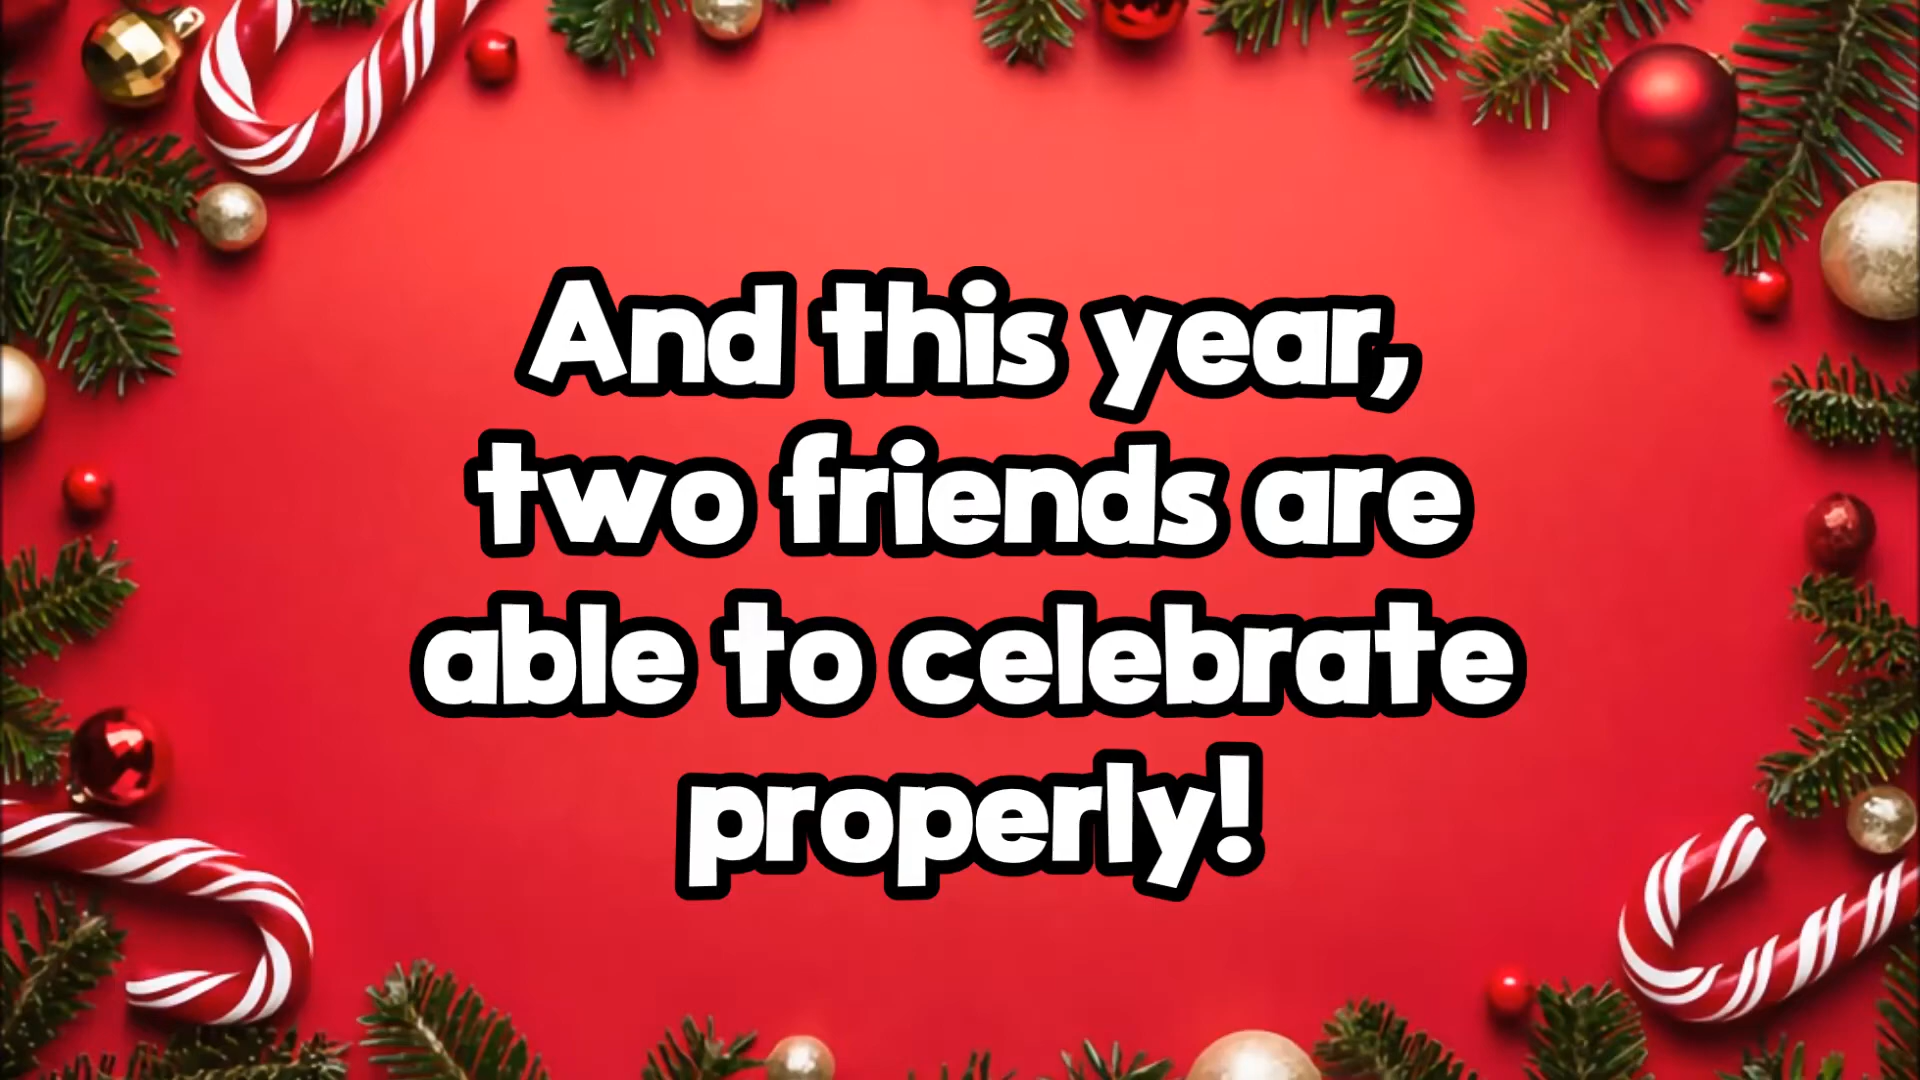 And this year,
two friends are
able to celebrate
properly!